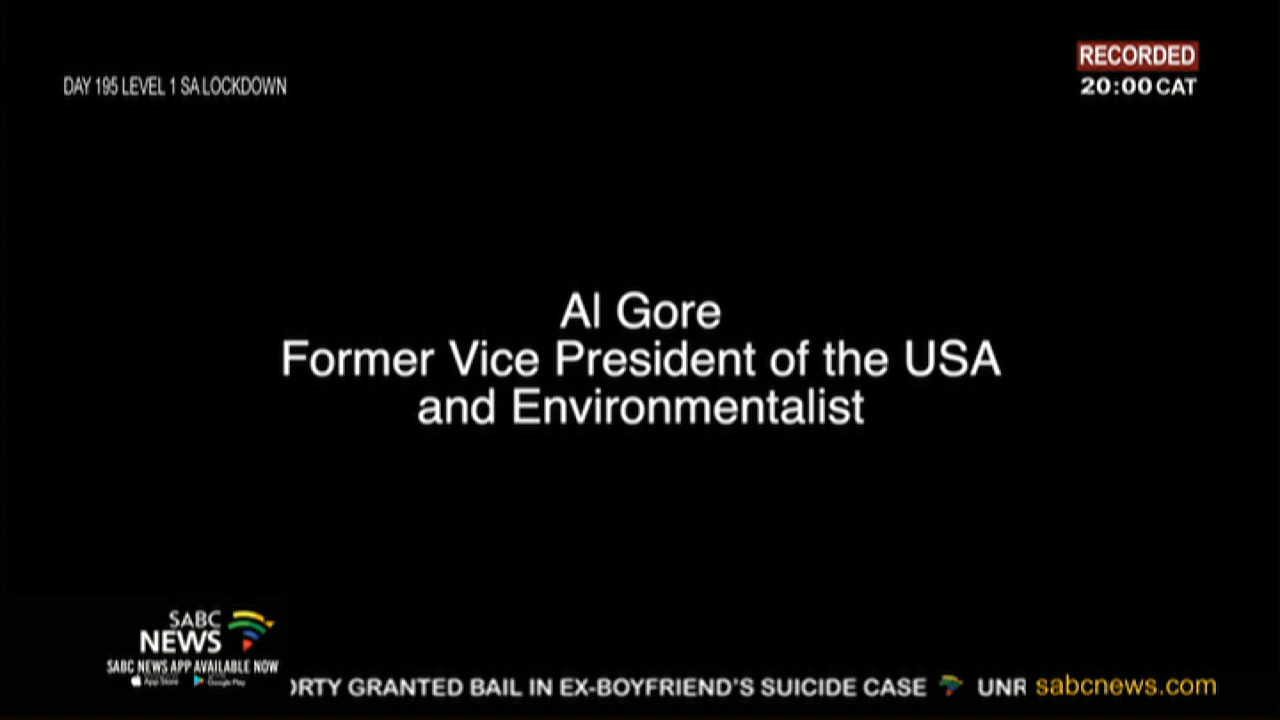 RECORDED
DAY 195 LEVEL 1 SA LOCKDOWN
20:00 CAT
Al Gore
Former Vice President of the USA
and Environmentalist
SABC
NEWS
SABC NEWS APP AVAILABLE NOW
App Store Google Play
ORTY GRANTED BAIL IN EX-BOYFRIEND'S SUICIDE CASE UNR sabcnews.com